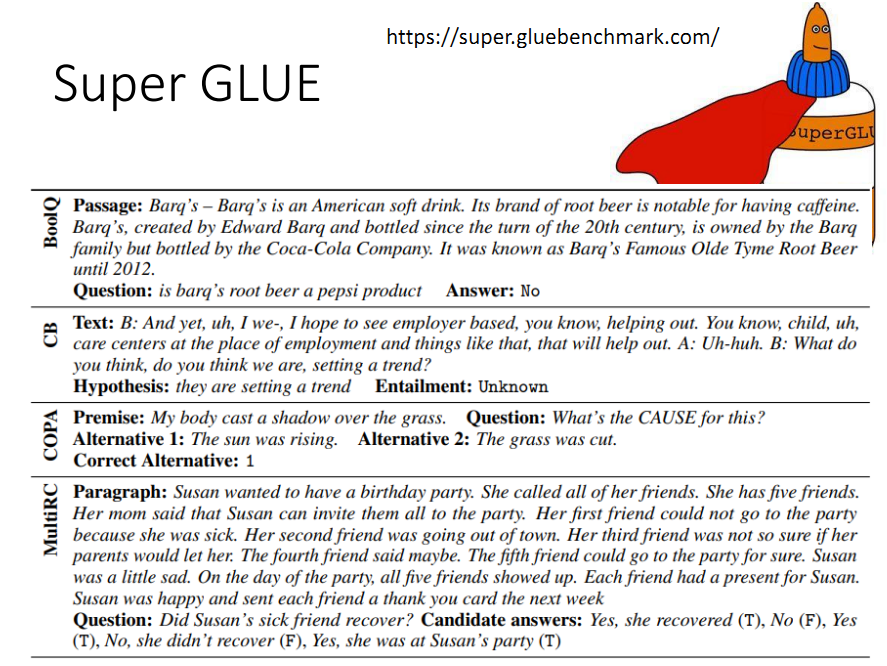 https://super.gluebenchmark.com/
Super GLUE
SuperGLU
BoolQ
Passage: Barq's – Barq's is an American soft drink. Its brand of root beer is notable for having caffeine.
Barq's, created by Edward Barq and bottled since the turn of the 20th century, is owned by the Barq
family but bottled by the Coca-Cola Company. It was known as Barq's Famous Olde Tyme Root Beer
until 2012.
Question: is barq's root beer a pepsi product Answer: No
CB
Text: B: And yet, uh, I we-, I hope to see employer based, you know, helping out. You know, child, uh,
care centers at the place of employment and things like that, that will help out. A: Uh-huh. B: What do
you think, do you think we are, setting a trend?
Hypothesis: they are setting a trend Entailment: Unknown
COPA
Premise: My body cast a shadow over the grass. Question: What's the CAUSE for this?
Alternative 1: The sun was rising. Alternative 2: The grass was cut.
Correct Alternative: 1
MultiRC
Paragraph: Susan wanted to have a birthday party. She called all of her friends. She has five friends.
Her mom said that Susan can invite them all to the party. Her first friend could not go to the party
because she was sick. Her second friend was going out of town. Her third friend was not so sure if her
parents would let her. The fourth friend said maybe. The fifth friend could go to the party for sure. Susan
was a little sad. On the day of the party, all five friends showed up. Each friend had a present for Susan.
Susan was happy and sent each friend a thank you card the next week
Question: Did Susan's sick friend recover? Candidate answers: Yes, she recovered (T), No (F), Yes
(T), No, she didn't recover (F), Yes, she was at Susan's party (T)